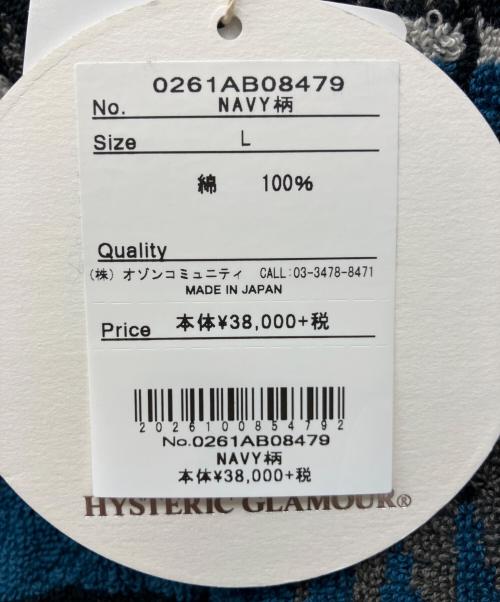 0261AB08479
No. NAVY柄
Size L
綿 100%
Quality
(株) オゾンコミュニティ CALL:03-3478-8471
MADE IN JAPAN
Price 本体¥38,000+税
2026100854792
No.0261AB08479
NAVY柄
本体¥38,000+税
HYSTERIC GLAMOUR®